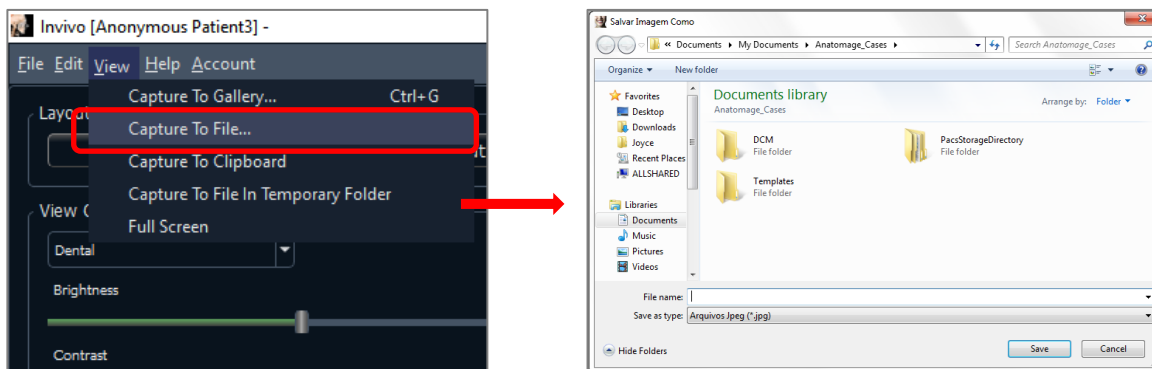 Invivo [Anonymous Patient3] -
File Edit View Help Account
Capture To Gallery... Ctrl+G
Capture To File...
Capture To Clipboard
Capture To File In Temporary Folder
Full Screen
Dental
Brightness
Contrast
Salvar Imagem Como
« Documents My Documents Anatomage_Cases
Search Anatomage_Cases
Organize New folder
Favorites
Desktop
Downloads
Joyce
Recent Places
ALLSHARED
Libraries
Documents
Music
Pictures
Videos
Documents library
Anatomage_Cases
Arrange by: Folder
DCM
File folder
PacsStorageDirectory
File folder
Templates
File folder
File name:
Save as type: Arquivos Jpeg (*.jpg)
Hide Folders
Save Cancel